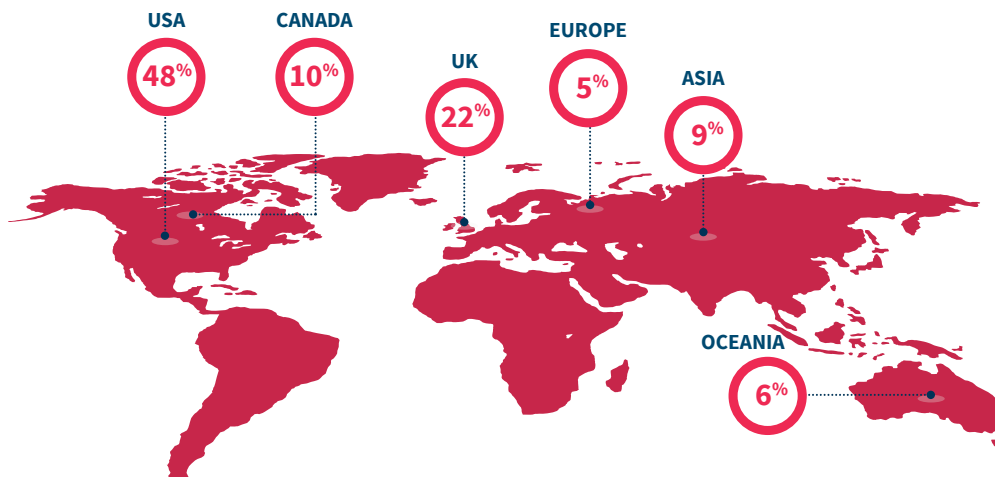 USA
48%
CANADA
10%
UK
22%
EUROPE
5%
ASIA
9%
OCEANIA
6%